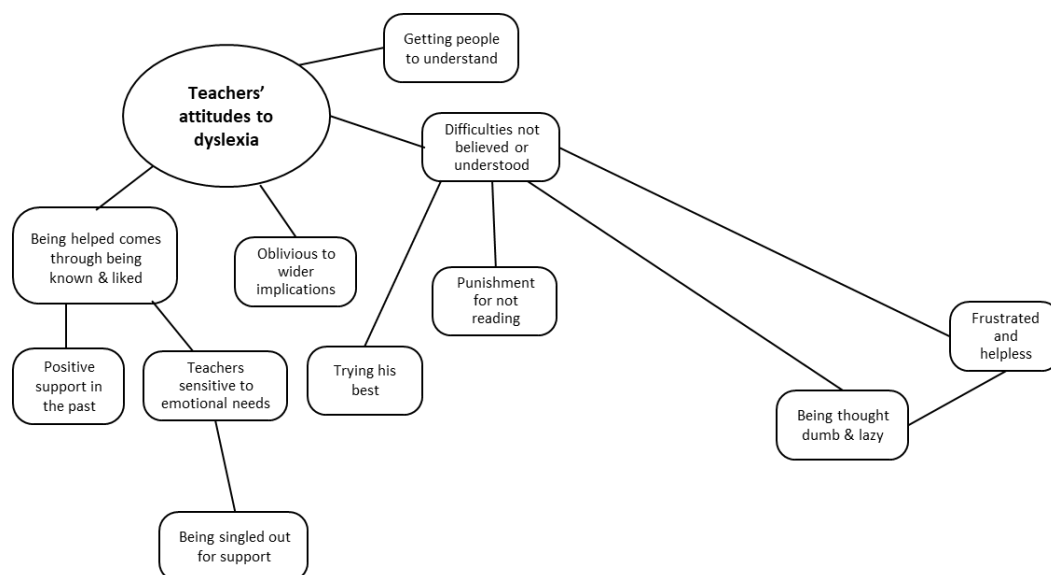 Getting people
to understand
Teachers’
attitudes to
dyslexia
Difficulties not
believed or
understood
Being helped comes
through being
known & liked
Oblivious to
wider
implications
Punishment
for not
reading
Frustrated
and
helpless
Positive
support in
the past
Teachers
sensitive to
emotional needs
Trying his
best
Being thought
dumb & lazy
Being singled out
for support